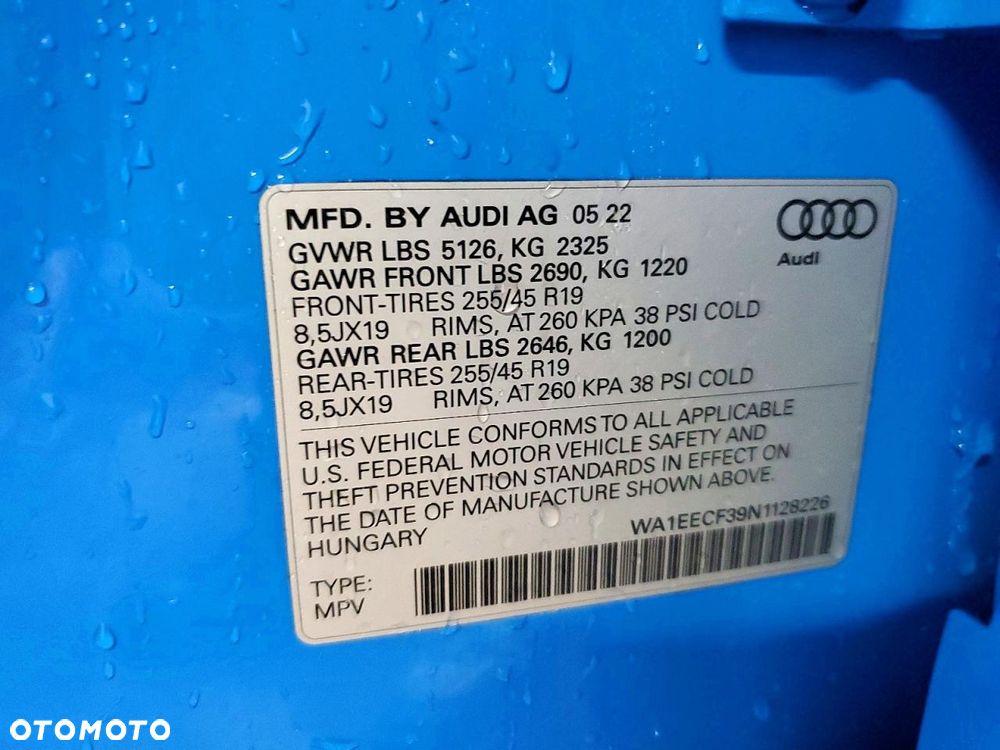 MFD. BY AUDI AG 05 22
GVWR LBS 5126, KG 2325
GAWR FRONT LBS 2690, KG 1220
FRONT-TIRES 255/45 R19
8,5JX19 RIMS, AT 260 KPA 38 PSI COLD
GAWR REAR LBS 2646, KG 1200
REAR-TIRES 255/45 R19
8,5JX19 RIMS, AT 260 KPA 38 PSI COLD
Audi
THIS VEHICLE CONFORMS TO ALL APPLICABLE
U.S. FEDERAL MOTOR VEHICLE SAFETY AND
THEFT PREVENTION STANDARDS IN EFFECT ON
THE DATE OF MANUFACTURE SHOWN ABOVE.
HUNGARY
WA1EECF39N1128226
TYPE:
MPV
OTOMOTO